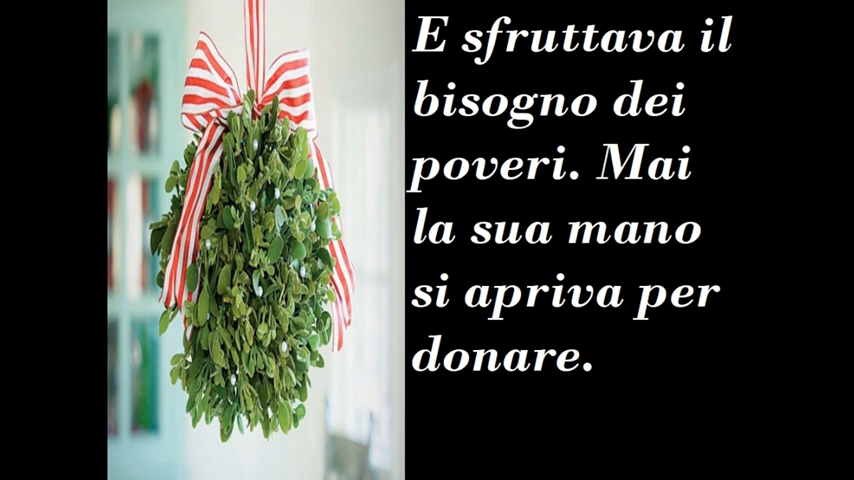 E sfruttava il
bisogno dei
poveri. Mai
la sua mano
si apriva per
donare.